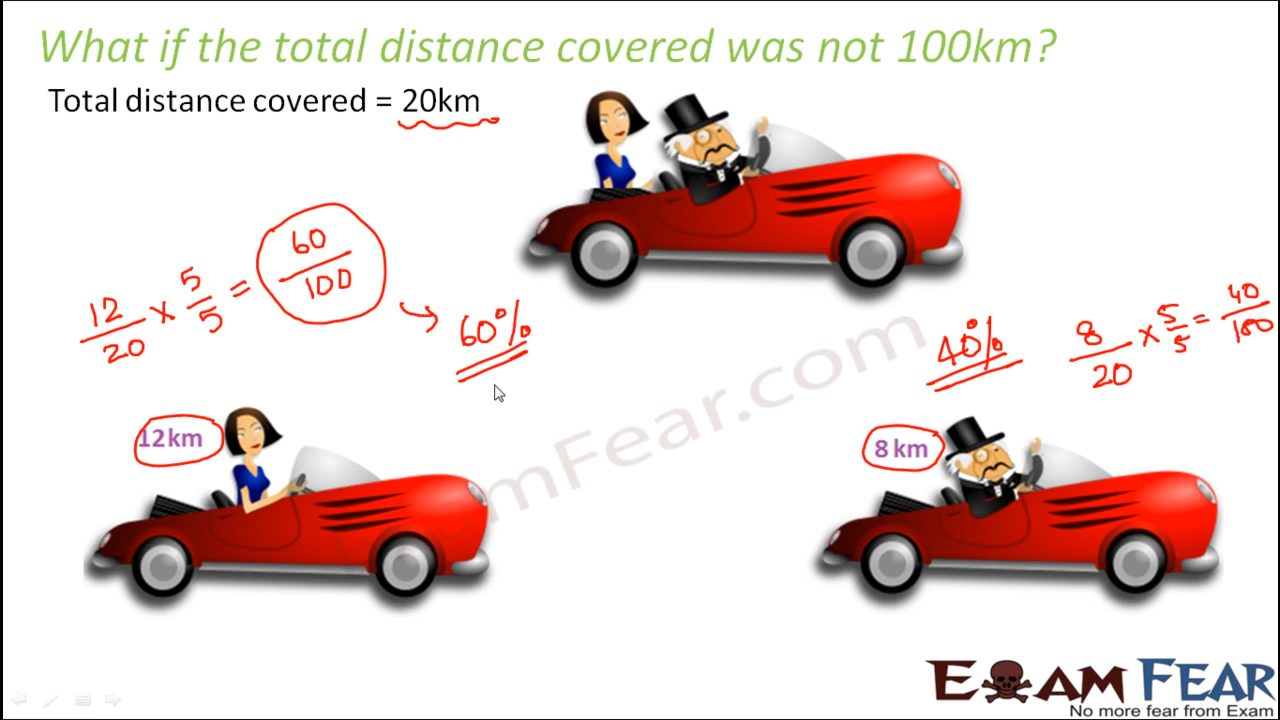 What if the total distance covered was not 100km?
Total distance covered = 20km
12/20 × 5/5 = 60/100
→ 60%
40%
8/20 × 5/5 = 40/100
12km
8 km
ExamFear.com
EXAM FEAR
No more fear from Exam